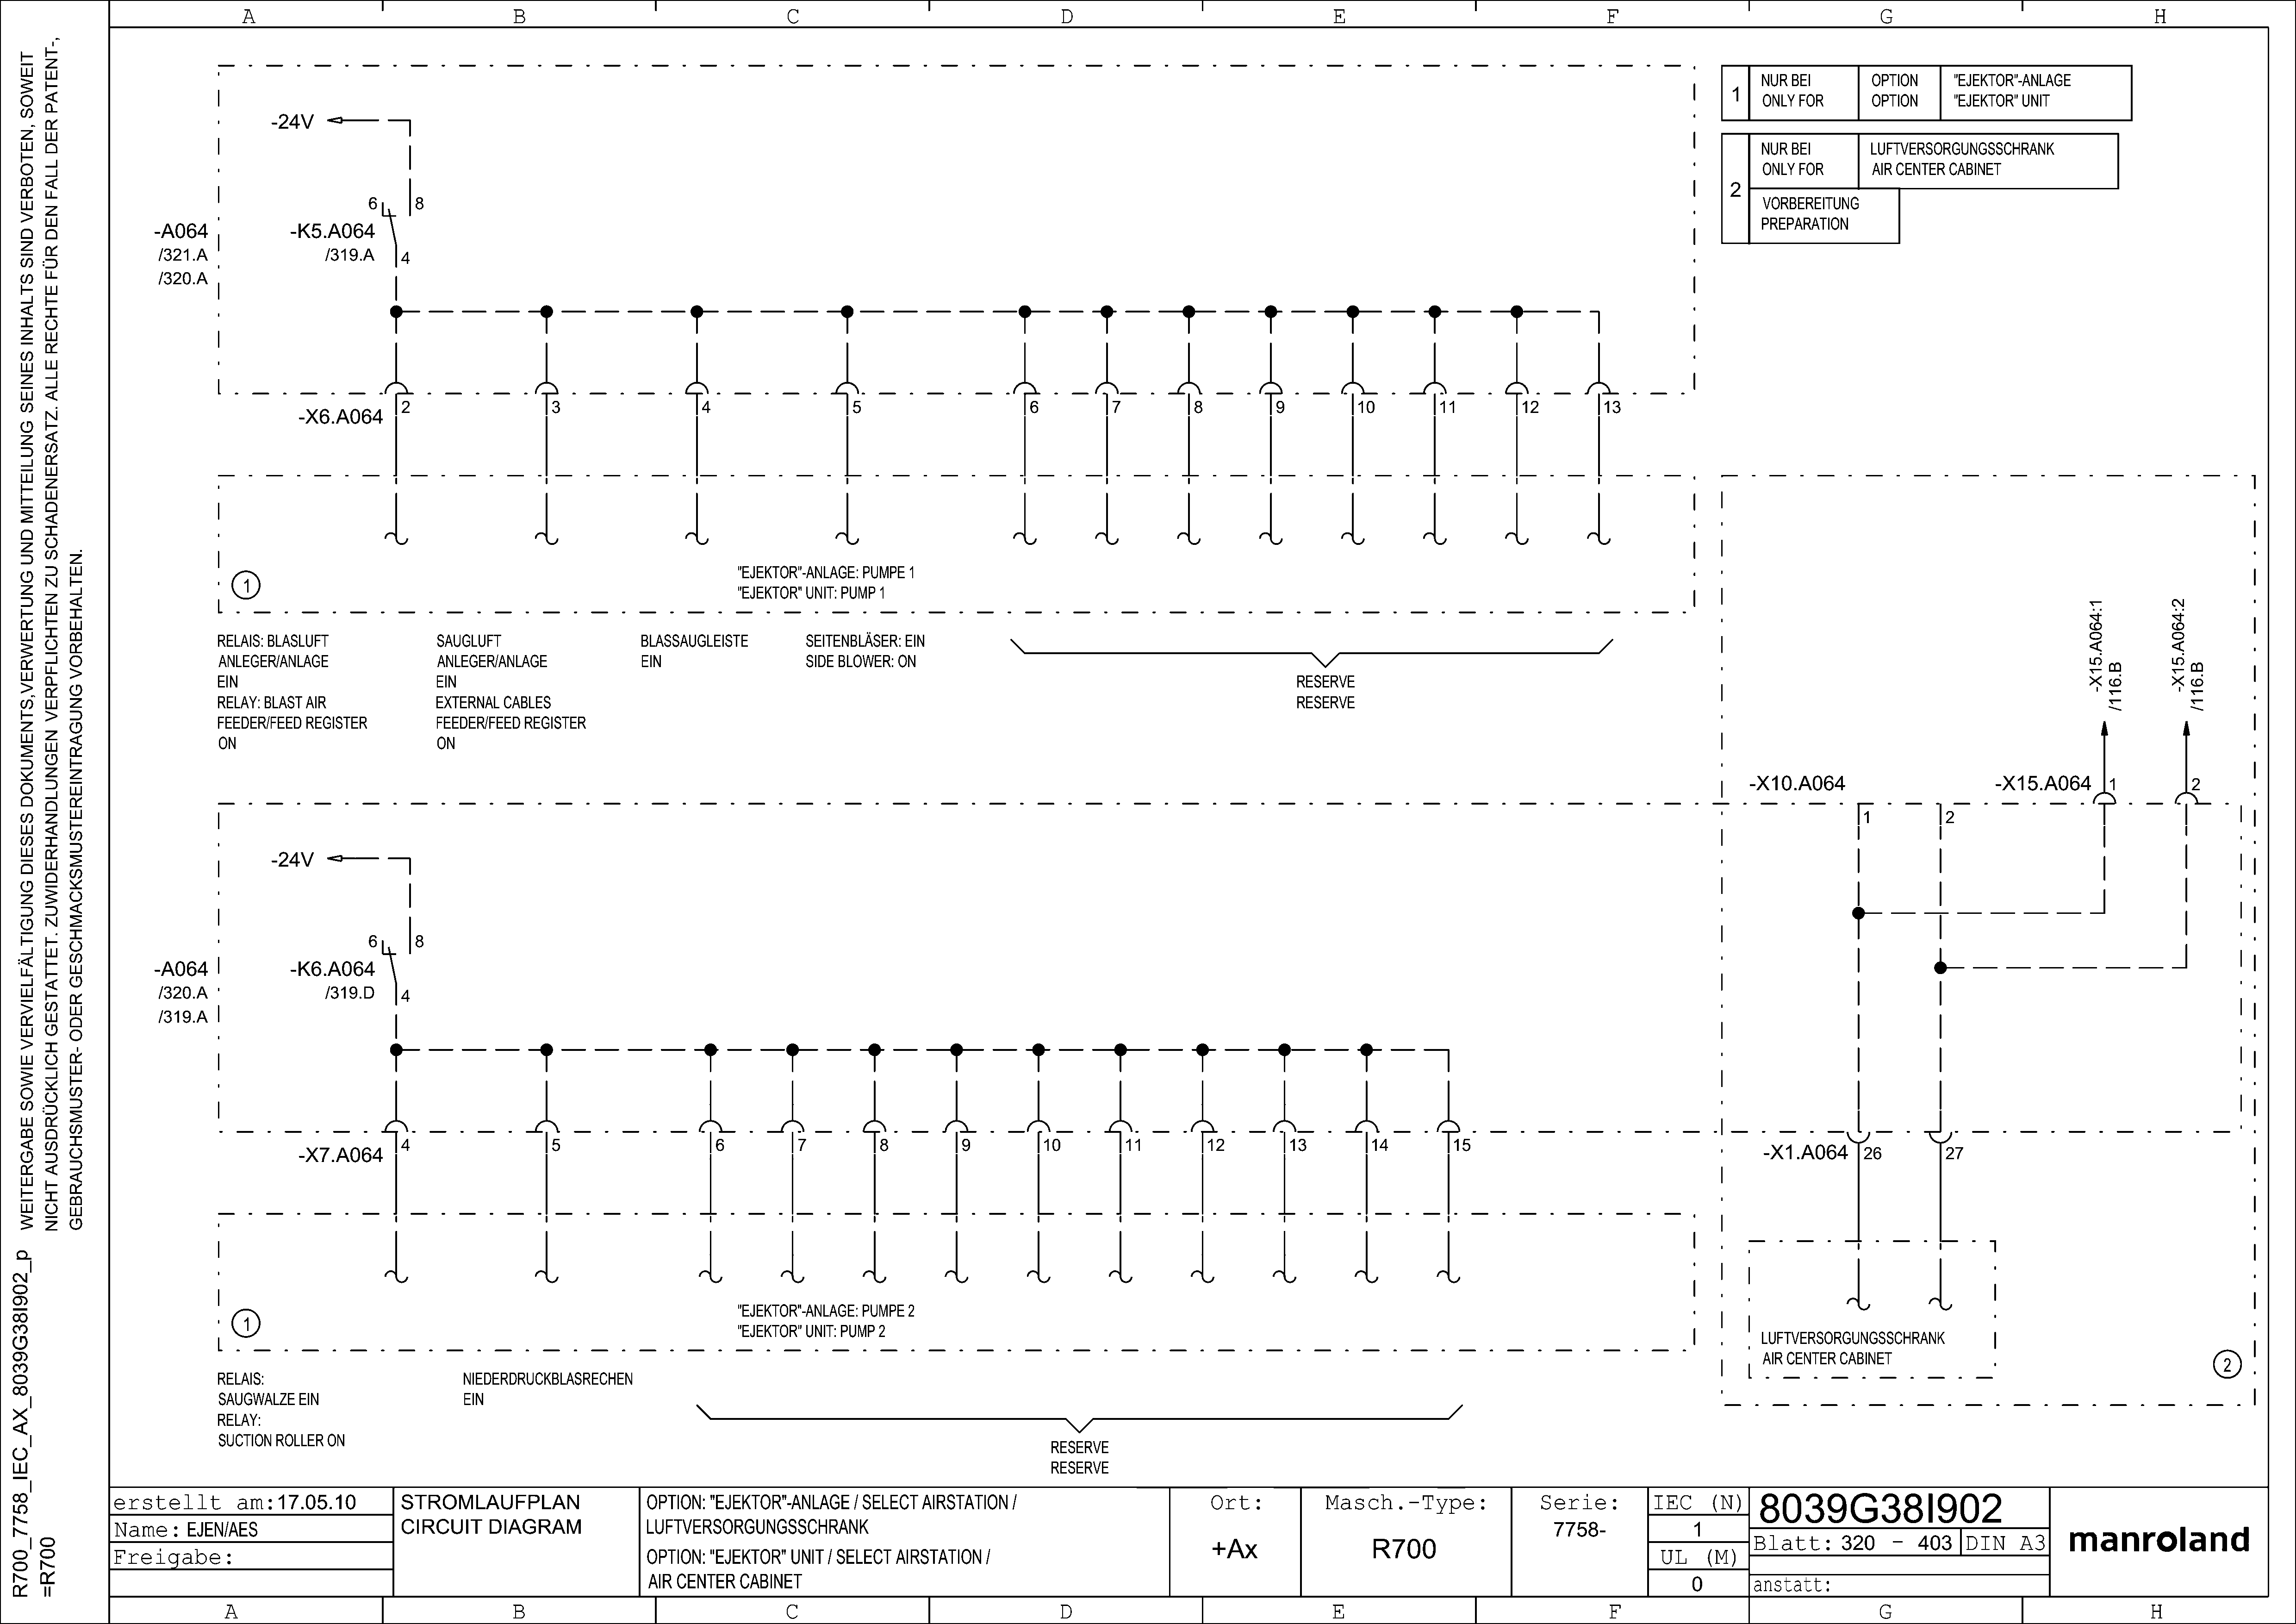 A B C D E F G H
WEITERGABE SOWIE VERVIELFÄLTIGUNG DIESES DOKUMENTS,VERWERTUNG UND MITTEILUNG SEINES INHALTS SIND VERBOTEN, SOWEIT
NICHT AUSDRÜCKLICH GESTATTET. ZUWIDERHANDLUNGEN VERPFLICHTEN ZU SCHADENERSATZ. ALLE RECHTE FÜR DEN FALL DER PATENT-,
GEBRAUCHSMUSTER- ODER GESCHMACKSMUSTEREINTRAGUNG VORBEHALTEN.
R700_7758_IEC_AX_8039G38I902_p
=R700
1
NUR BEI OPTION "EJEKTOR"-ANLAGE
ONLY FOR OPTION "EJEKTOR" UNIT
2
NUR BEI LUFTVERSORGUNGSSCHRANK
ONLY FOR AIR CENTER CABINET
VORBEREITUNG
PREPARATION
-24V
6 8
-A064 -K5.A064
/321.A /319.A 4
/320.A
-X6.A064 2 3 4 5 6 7 8 9 10 11 12 13
1
"EJEKTOR"-ANLAGE: PUMPE 1
"EJEKTOR" UNIT: PUMP 1
RELAIS: BLASLUFT
ANLEGER/ANLAGE
EIN
RELAY: BLAST AIR
FEEDER/FEED REGISTER
ON
SAUGLUFT
ANLEGER/ANLAGE
EIN
EXTERNAL CABLES
FEEDER/FEED REGISTER
ON
BLASSAUGLEISTE
EIN
SEITENBLÄSER: EIN
SIDE BLOWER: ON
RESERVE
RESERVE
-X15.A064:1
/116.B
-X15.A064:2
/116.B
-X10.A064 1 2
-X15.A064 1 2
-24V
6 8
-A064 -K6.A064
/320.A /319.D 4
/319.A
-X7.A064 4 5 6 7 8 9 10 11 12 13 14 15
-X1.A064 26 27
1
"EJEKTOR"-ANLAGE: PUMPE 2
"EJEKTOR" UNIT: PUMP 2
LUFTVERSORGUNGSSCHRANK
AIR CENTER CABINET
2
RELAIS:
SAUGWALZE EIN
RELAY:
SUCTION ROLLER ON
NIEDERDRUCKBLASRECHEN
EIN
RESERVE
RESERVE
erstellt am:17.05.10
Name: EJEN/AES
Freigabe:
STROMLAUFPLAN
CIRCUIT DIAGRAM
OPTION: "EJEKTOR"-ANLAGE / SELECT AIRSTATION /
LUFTVERSORGUNGSSCHRANK
OPTION: "EJEKTOR" UNIT / SELECT AIRSTATION /
AIR CENTER CABINET
Ort:
+Ax
Masch.-Type:
R700
Serie:
7758-
IEC (N)
1
UL (M)
0
8039G38I902
Blatt: 320 - 403 DIN A3
anstatt:
manroland
A B C D E F G H